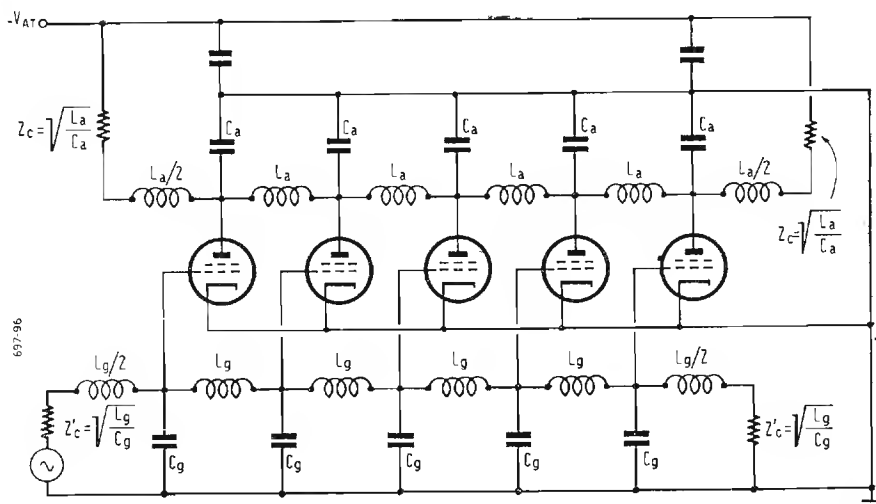 -VAT
Zc=√La/Ca
Ca
Ca
Ca
Ca
Ca
La/2
La
La
La
La
La/2
Zc=√La/Ca
697-96
Lg/2
Lg
Lg
Lg
Lg
Lg/2
Z'c=√Lg/Cg
Cg
Cg
Cg
Cg
Cg
Z'c=√Lg/Cg